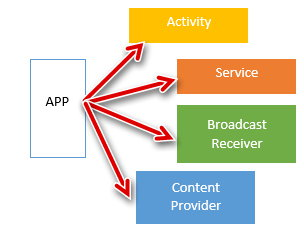 Activity
Service
APP
Broadcast
Receiver
Content
Provider